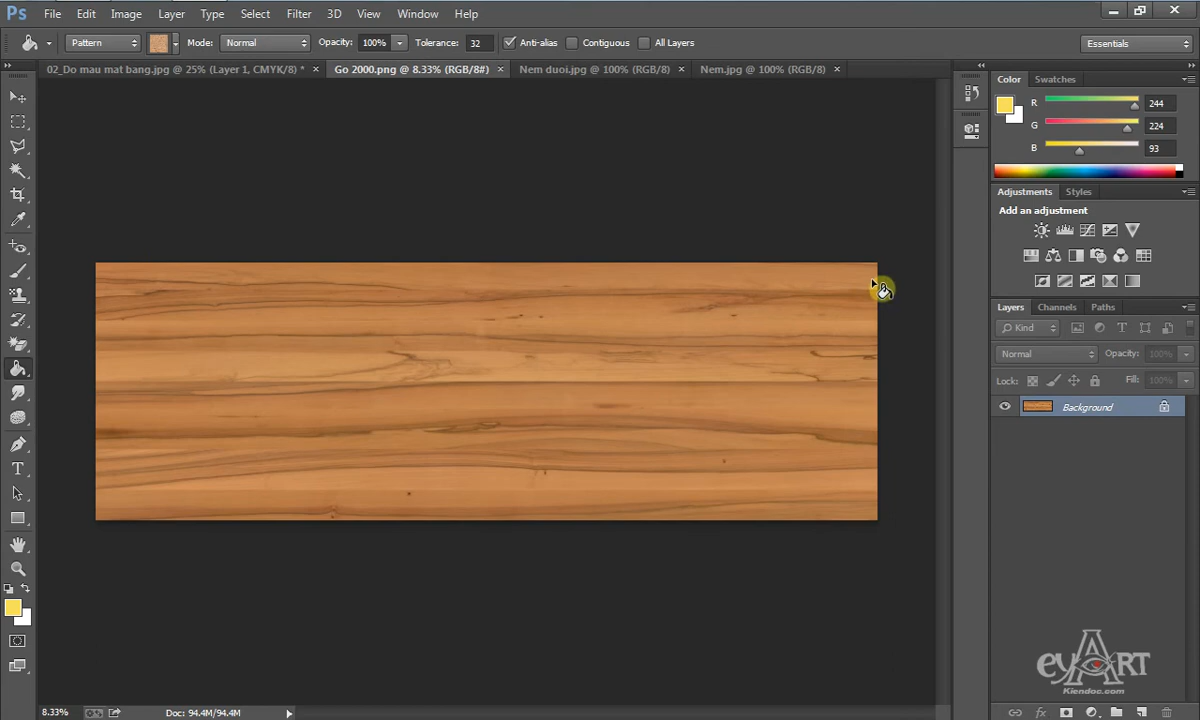 Ps File Edit Image Layer Type Select Filter 3D View Window Help
Pattern Mode: Normal Opacity: 100% Tolerance: 32 Anti-alias Contiguous All Layers Essentials
02_Do mau mat bang.jpg @ 25% (Layer 1, CMYK/8) * × Go 2000.png @ 8.33% (RGB/8#) × Nem duoi.jpg @ 100% (RGB/8) × Nem.jpg @ 100% (RGB/8) ×
Color Swatches
R 244
G 224
B 93
Adjustments Styles
Add an adjustment
Layers Channels Paths
Kind T
Normal Opacity: 100%
Lock: Fill: 100%
Background
T
eyART
Kiendoc.com
fx
8.33% Doc: 94.4M/94.4M